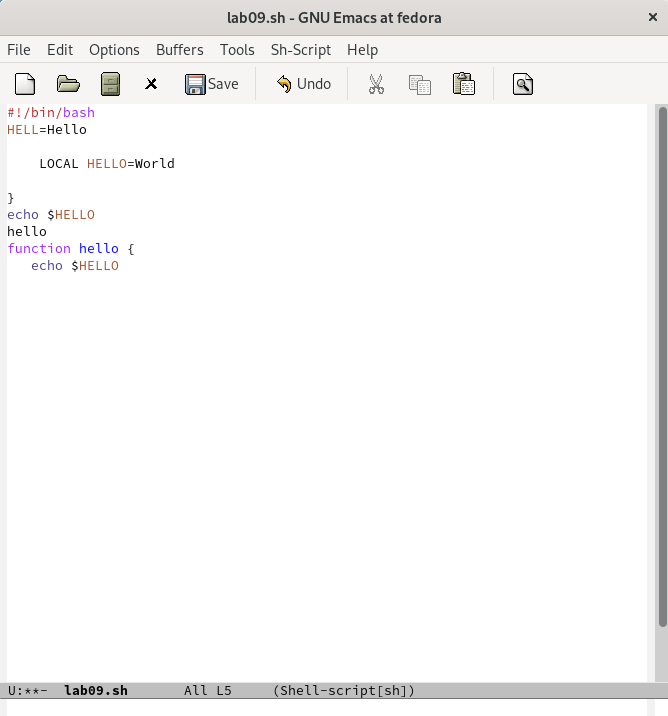 lab09.sh - GNU Emacs at fedora
File Edit Options Buffers Tools Sh-Script Help
Save Undo
#!/bin/bash
HELL=Hello
    LOCAL HELLO=World
}
echo $HELLO
hello
function hello {
   echo $HELLO
U:**-  lab09.sh       All L5     (Shell-script[sh])